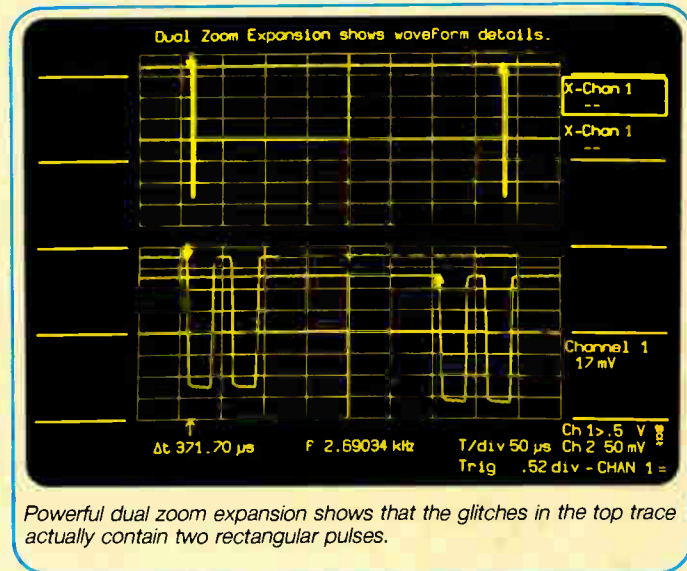 Dual Zoom Expansion shows waveform details.
X-Chan 1
--
X-Chan 1
--
Channel 1
17 mV
Δt 371.70 µs f 2.69034 kHz T/div 50 µs Ch 1>.5 V
Ch 2 50 mV
Trig .52 div - CHAN 1 =
Powerful dual zoom expansion shows that the glitches in the top trace
actually contain two rectangular pulses.